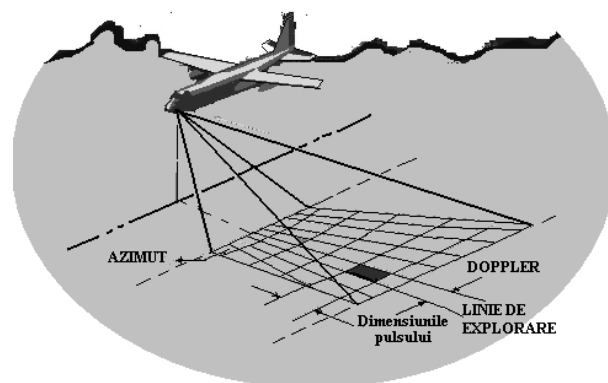 AZIMUT
DOPPLER
LINIE DE
EXPLORARE
Dimensiunile
pulsului